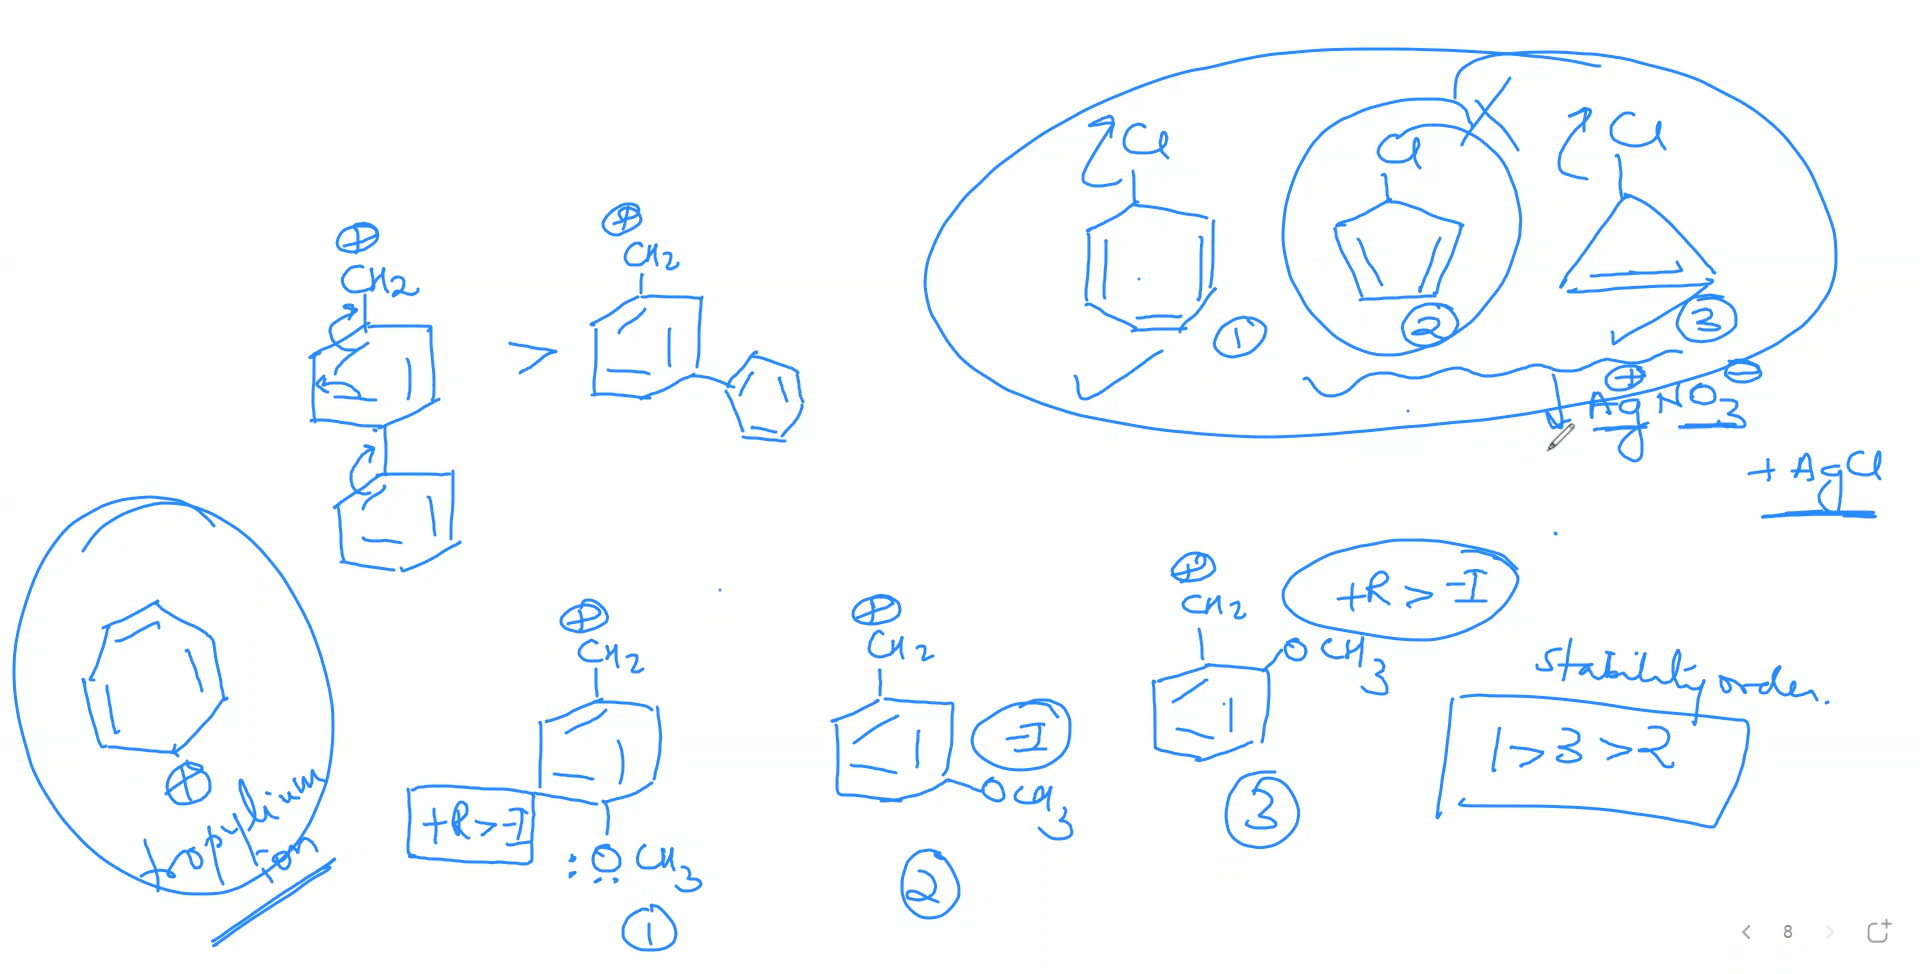 Cl
Cl
Cl
①
②
③
⊕
CH2
>
⊕
CH2
⊕ ⊖
AgNO3
+ AgCl
⊕
tropylium
ion
⊕
CH2
+R > -I
:OCH3
①
⊕
CH2
-I
OCH3
②
⊕
CH2
+R > -I
OCH3
③
Stability order.
1 > 3 > 2
8